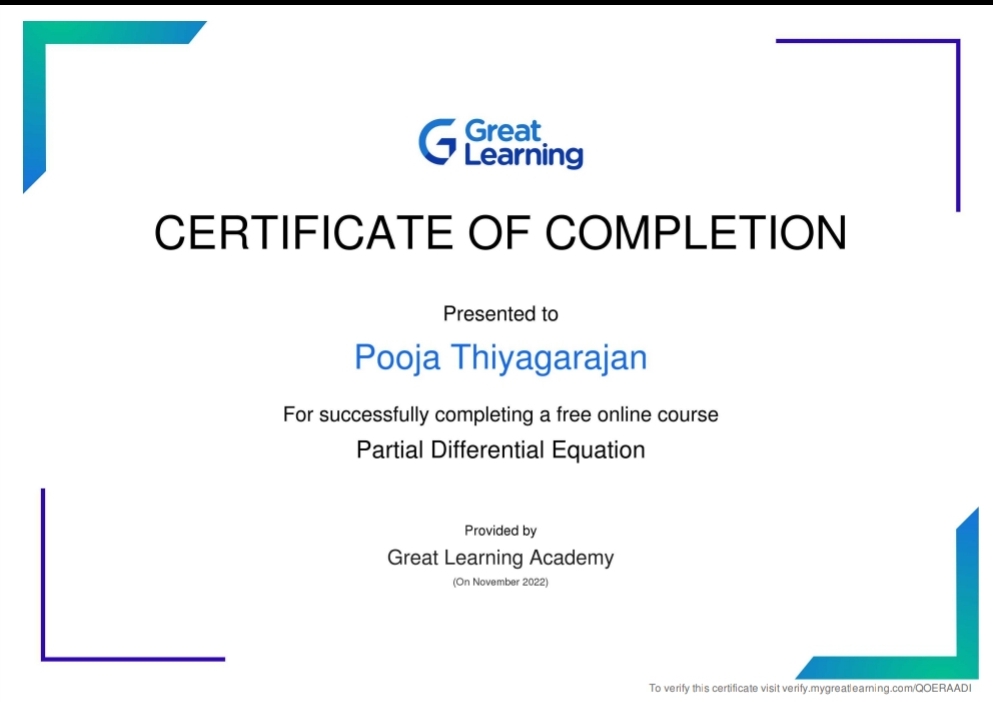 Great
Learning
CERTIFICATE OF COMPLETION
Presented to
Pooja Thiyagarajan
For successfully completing a free online course
Partial Differential Equation
Provided by
Great Learning Academy
(On November 2022)
To verify this certificate visit verify.mygreatlearning.com/QOERAADI